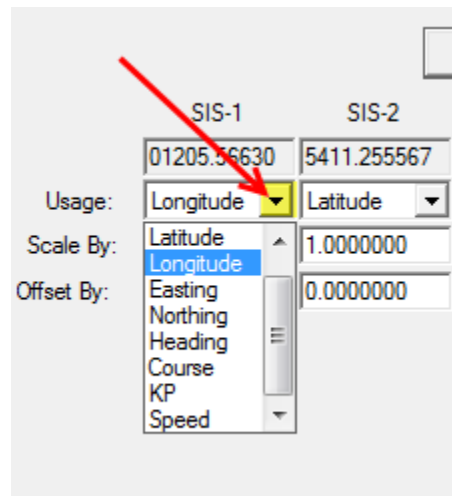 SIS-1 SIS-2
01205.56630 5411.255567
Usage: Longitude Latitude
Scale By: 1.0000000
Offset By: 0.0000000
Latitude
Longitude
Easting
Northing
Heading
Course
KP
Speed